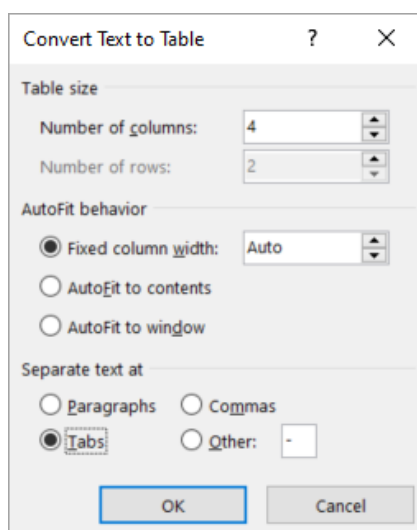 Convert Text to Table ?
Table size
Number of columns: 4
Number of rows: 2
AutoFit behavior
Fixed column width: Auto
AutoFit to contents
AutoFit to window
Separate text at
Paragraphs Commas
Tabs Other: -
OK Cancel